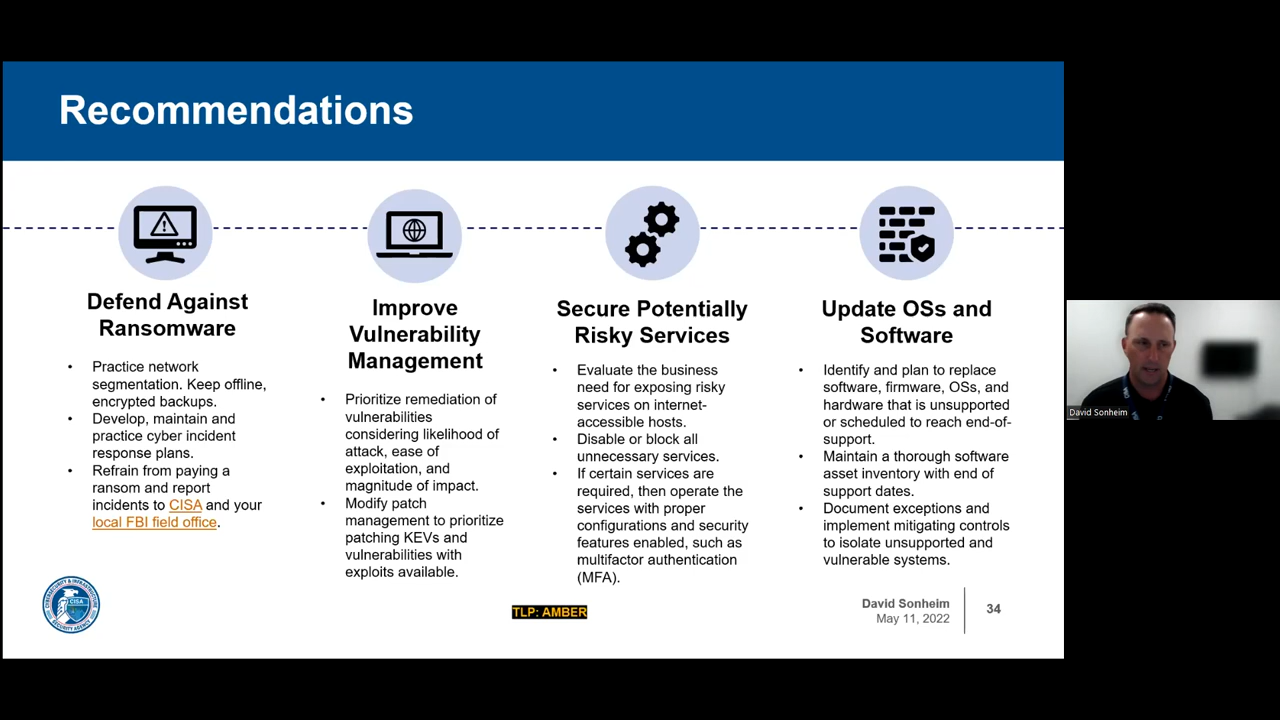 Recommendations
Defend Against
Ransomware
• Practice network
segmentation. Keep offline,
encrypted backups.
• Develop, maintain and
practice cyber incident
response plans.
• Refrain from paying a
ransom and report
incidents to CISA and your
local FBI field office.
Improve
Vulnerability
Management
• Prioritize remediation of
vulnerabilities
considering likelihood of
attack, ease of
exploitation, and
magnitude of impact.
• Modify patch
management to prioritize
patching KEVs and
vulnerabilities with
exploits available.
Secure Potentially
Risky Services
• Evaluate the business
need for exposing risky
services on internet-
accessible hosts.
• Disable or block all
unnecessary services.
• If certain services are
required, then operate the
services with proper
configurations and security
features enabled, such as
multifactor authentication
(MFA).
Update OSs and
Software
• Identify and plan to replace
software, firmware, OSs, and
hardware that is unsupported
or scheduled to reach end-of-
support.
• Maintain a thorough software
asset inventory with end of
support dates.
• Document exceptions and
implement mitigating controls
to isolate unsupported and
vulnerable systems.
CYBERSECURITY & INFRASTRUCTURE
CISA
SECURITY AGENCY
TLP: AMBER
David Sonheim
May 11, 2022
34
David Sonheim